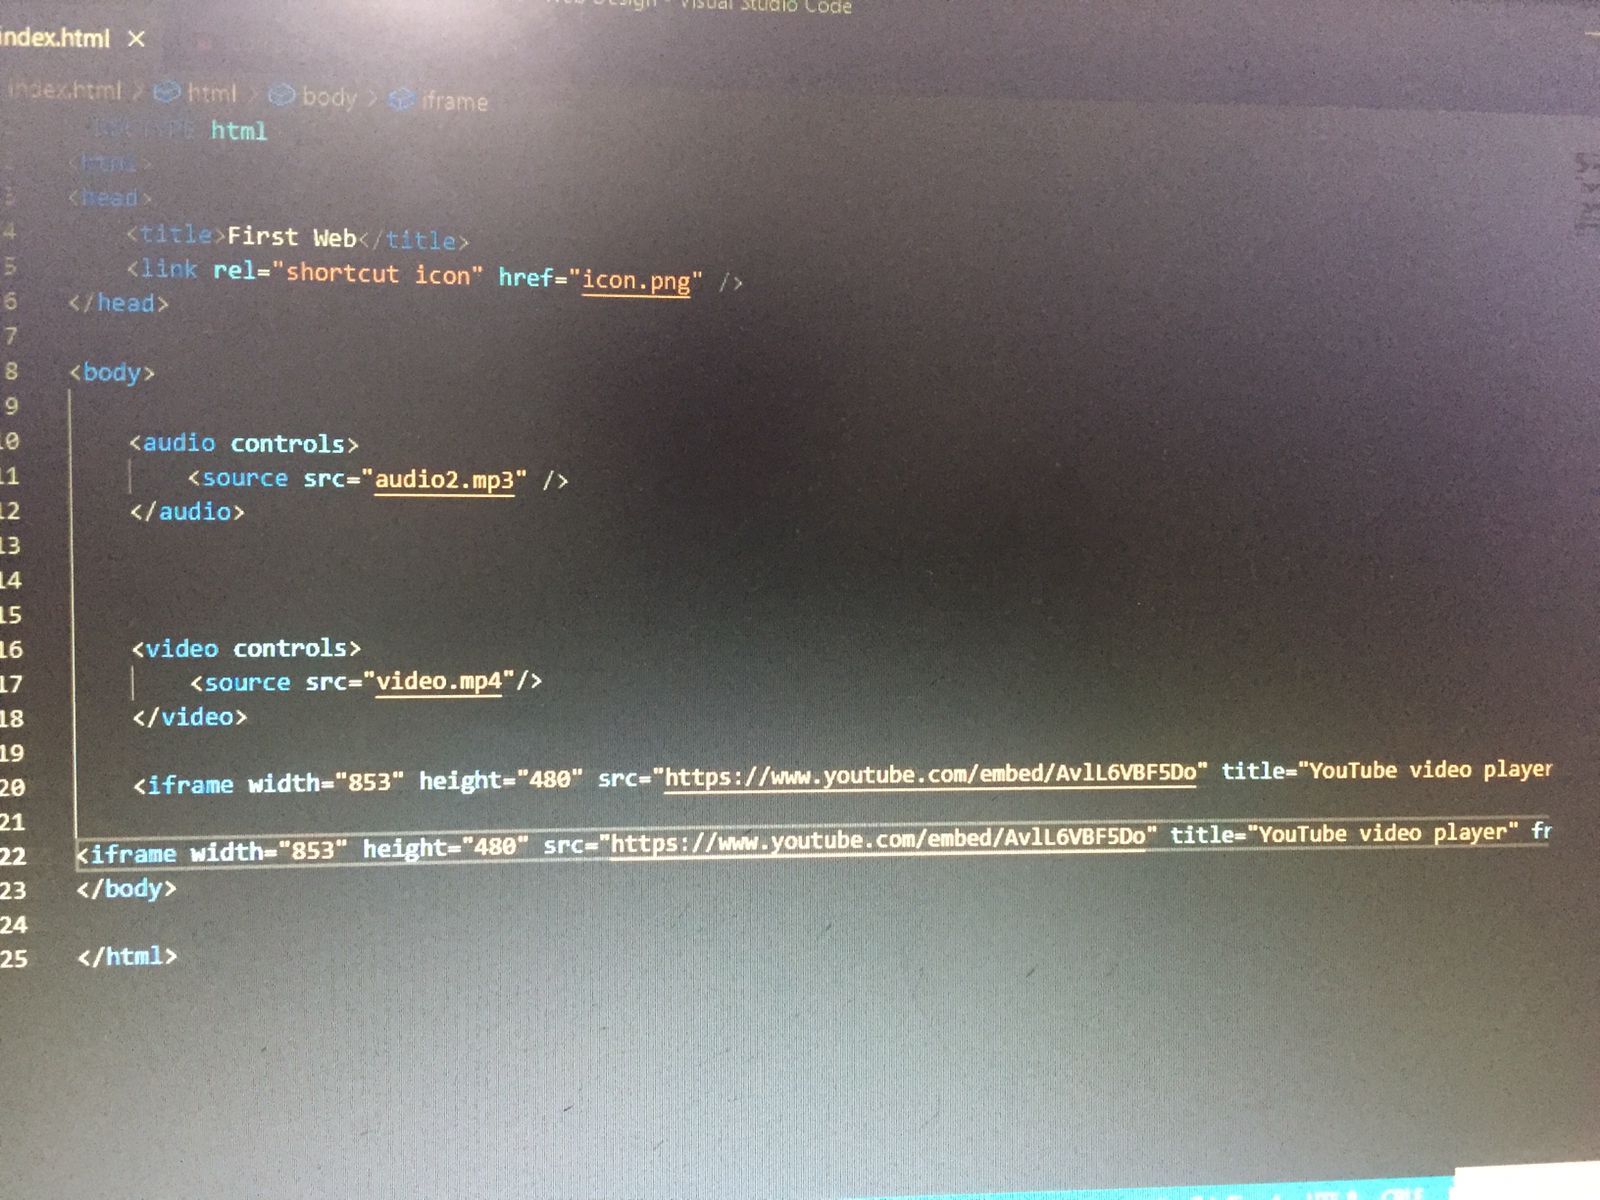 Web Design - Visual Studio Code
index.html ×
index.html > html > body > iframe
DOCTYPE html
<html>
3 <head>
4 <title>First Web</title>
5 <link rel="shortcut icon" href="icon.png" />
6 </head>
7
8 <body>
9
10 <audio controls>
11 <source src="audio2.mp3" />
12 </audio>
13
14
15
16 <video controls>
17 <source src="video.mp4"/>
18 </video>
19
20 <iframe width="853" height="480" src="https://www.youtube.com/embed/AvlL6VBF5Do" title="YouTube video player
21
22 <iframe width="853" height="480" src="https://www.youtube.com/embed/AvlL6VBF5Do" title="YouTube video player" fr
23 </body>
24
25 </html>